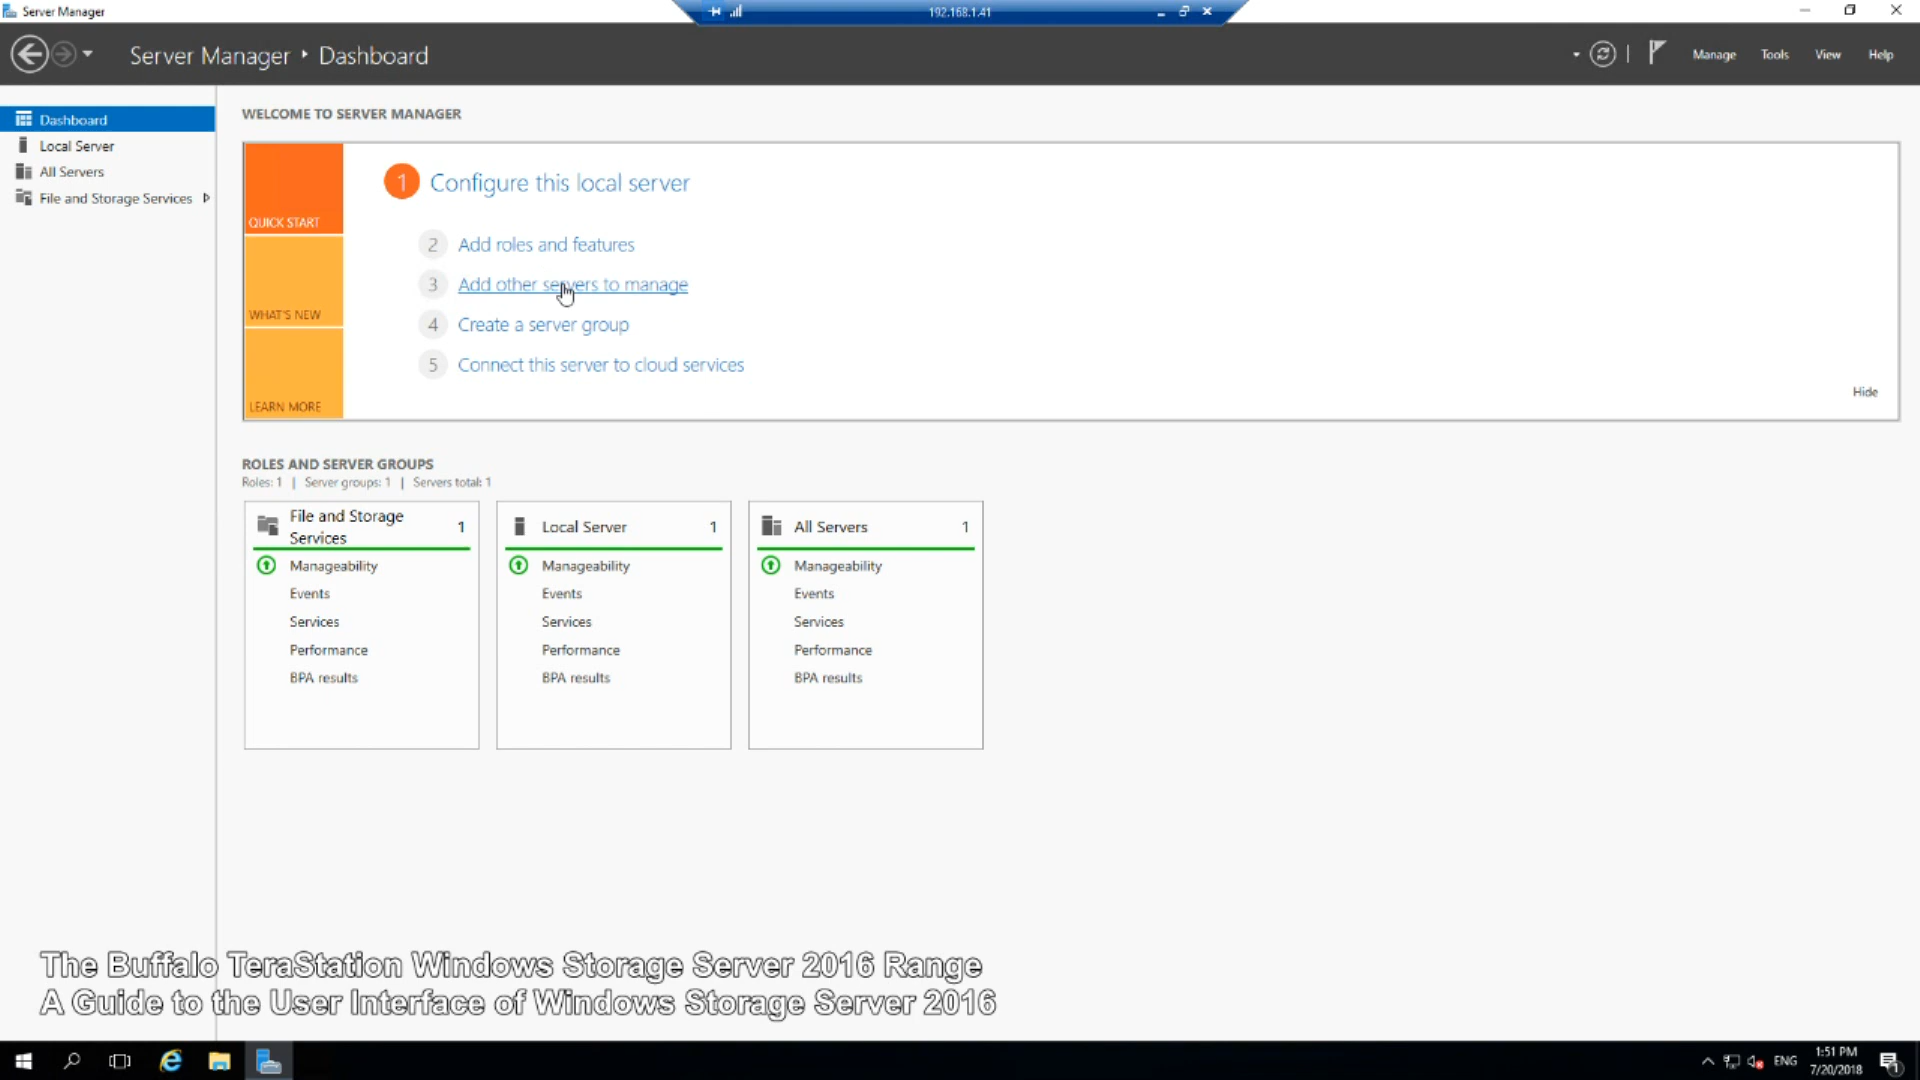 Server Manager
192.168.1.41
Server Manager ‣ Dashboard
Manage Tools View Help
Dashboard
Local Server
All Servers
File and Storage Services
WELCOME TO SERVER MANAGER
QUICK START
WHAT'S NEW
LEARN MORE
1 Configure this local server
2 Add roles and features
3 Add other servers to manage
4 Create a server group
5 Connect this server to cloud services
Hide
ROLES AND SERVER GROUPS
Roles: 1 | Server groups: 1 | Servers total: 1
File and Storage
Services
1
Manageability
Events
Services
Performance
BPA results
Local Server 1
Manageability
Events
Services
Performance
BPA results
All Servers 1
Manageability
Events
Services
Performance
BPA results
The Buffalo TeraStation Windows Storage Server 2016 Range
A Guide to the User Interface of Windows Storage Server 2016
ENG
1:51 PM
7/20/2018
1